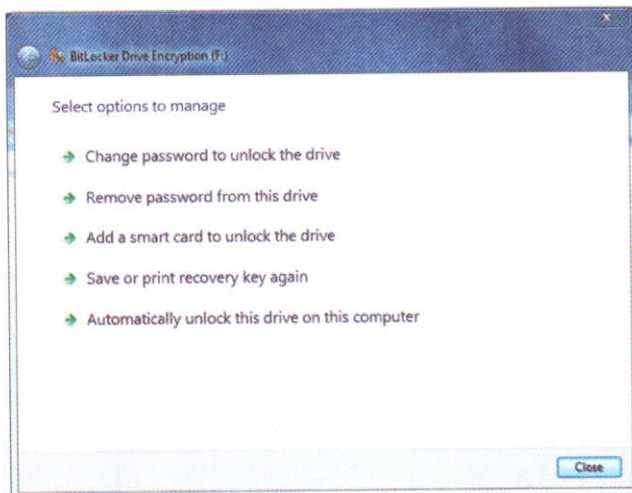 BitLocker Drive Encryption (F:)
Select options to manage
Change password to unlock the drive
Remove password from this drive
Add a smart card to unlock the drive
Save or print recovery key again
Automatically unlock this drive on this computer
Close